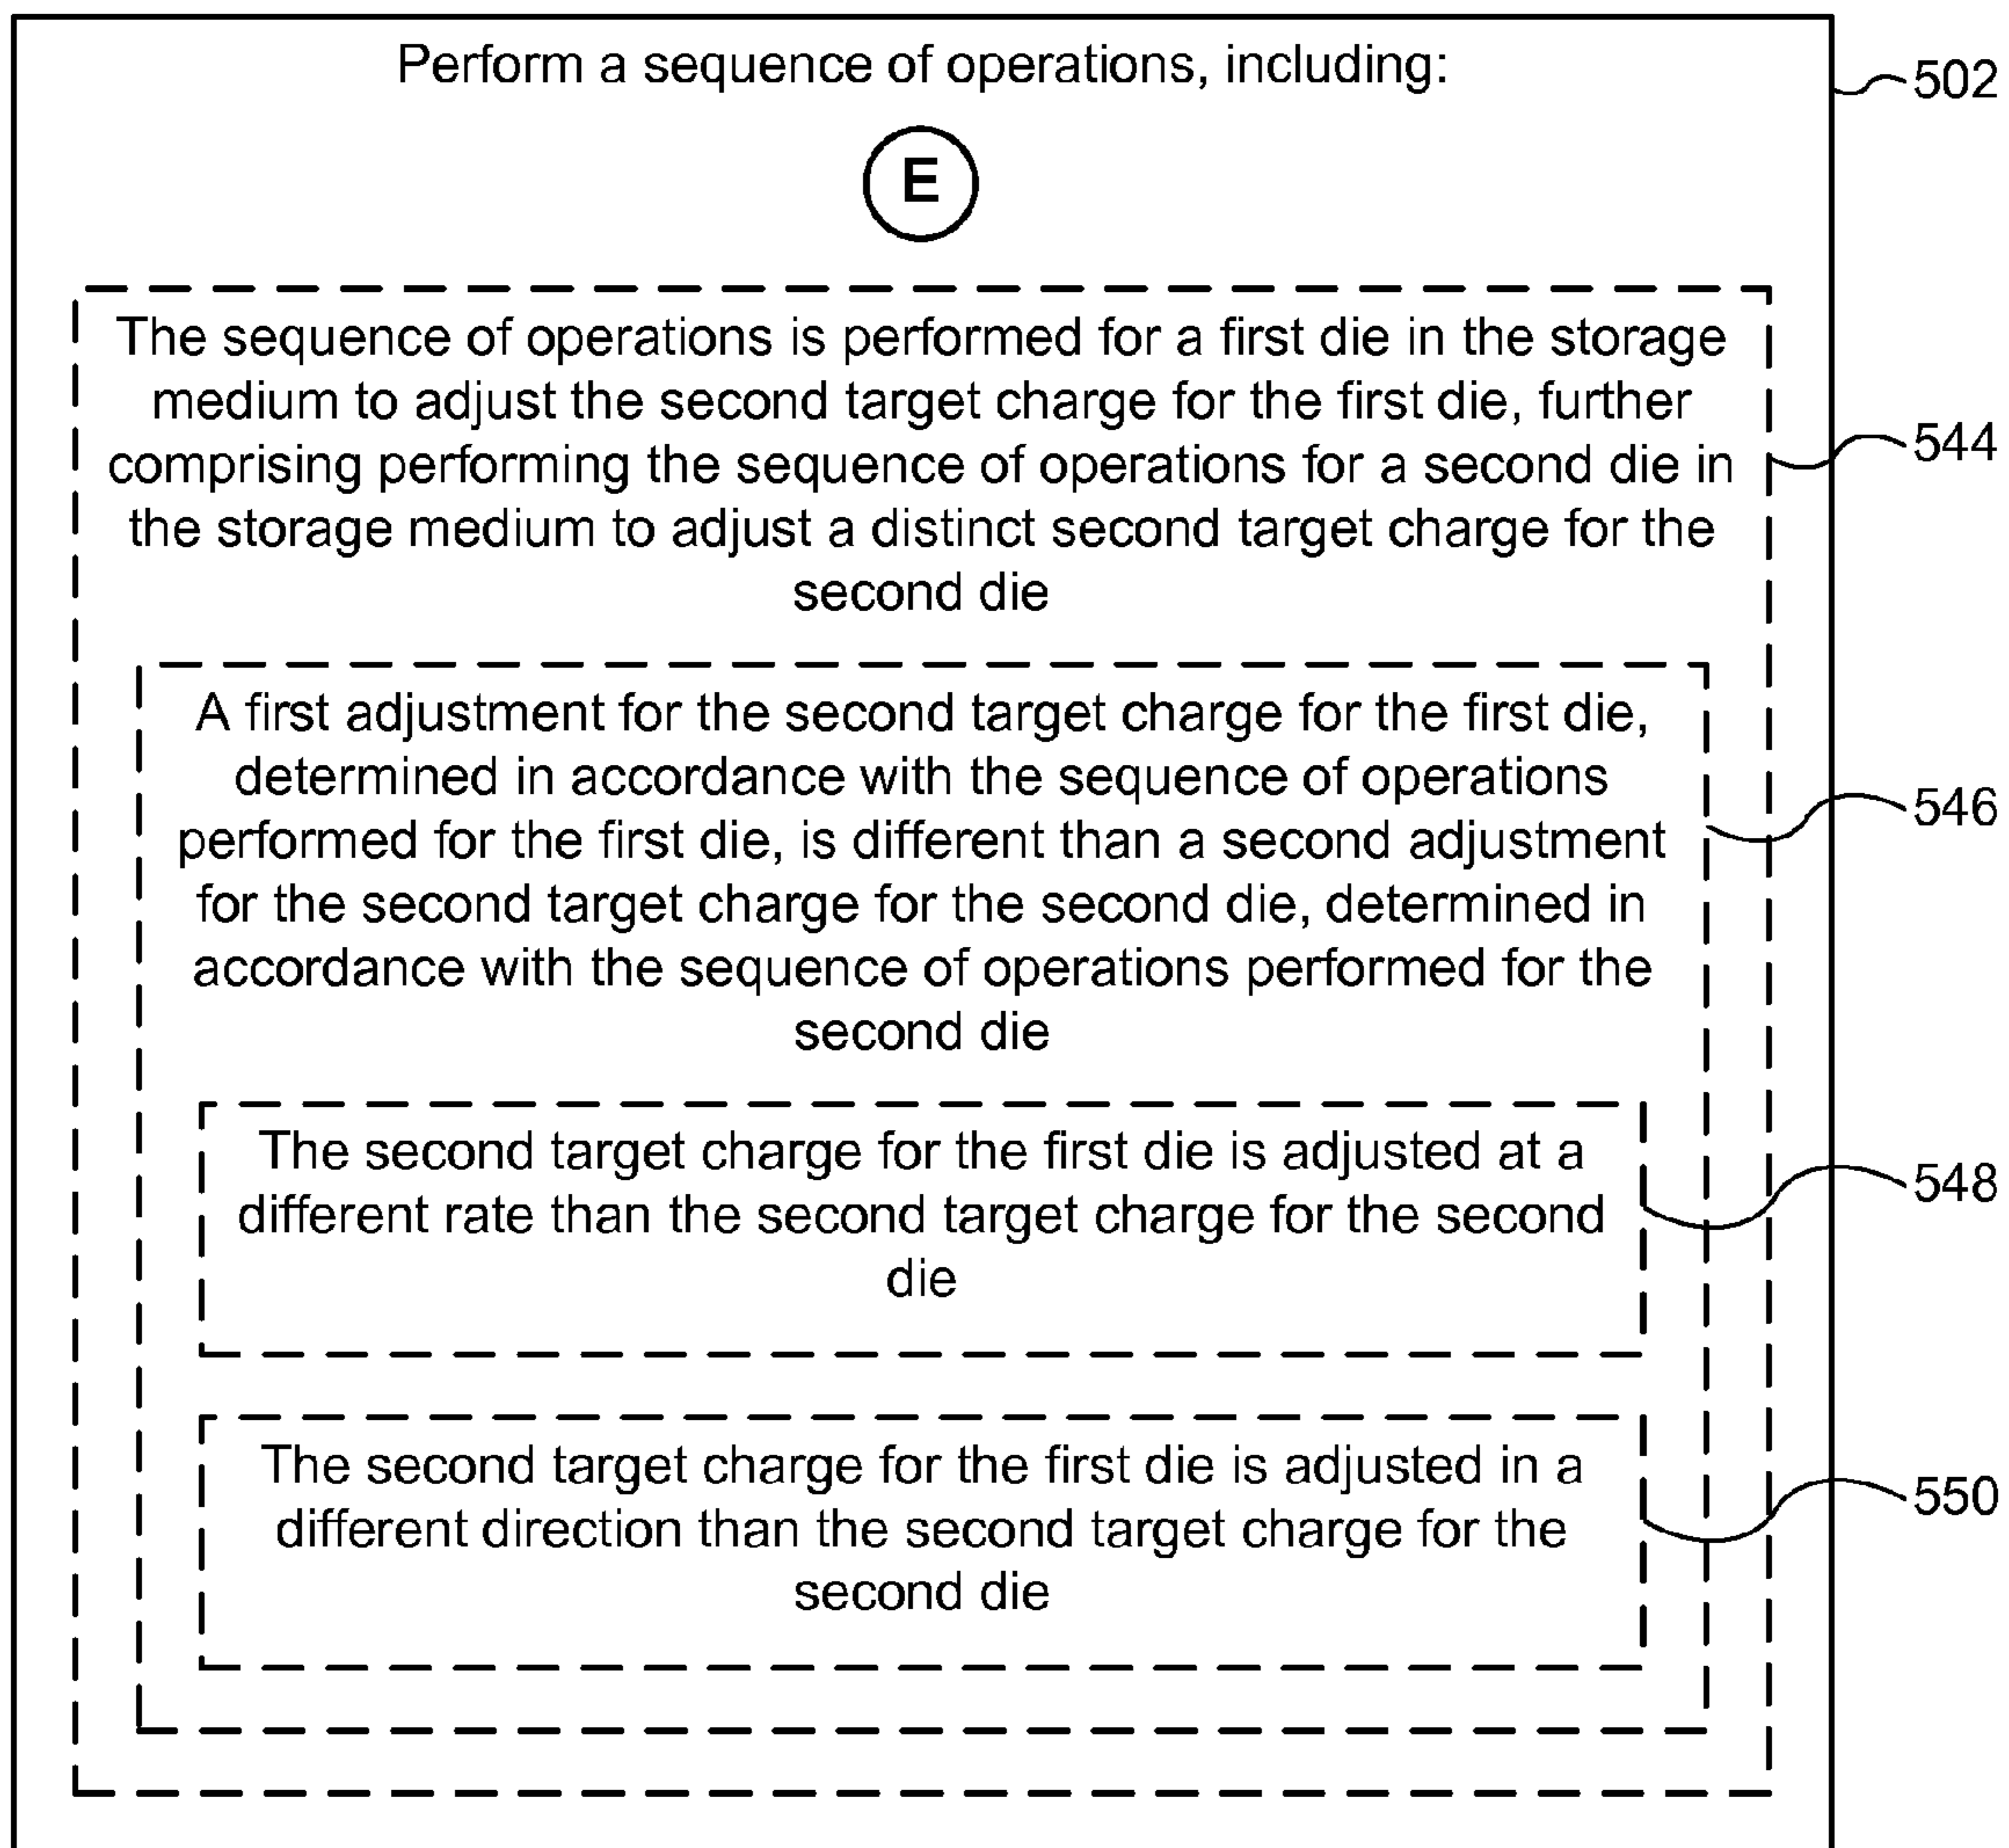 Perform a sequence of operations, including:
502
E
The sequence of operations is performed for a first die in the storage
medium to adjust the second target charge for the first die, further
comprising performing the sequence of operations for a second die in
the storage medium to adjust a distinct second target charge for the
second die
544
A first adjustment for the second target charge for the first die,
determined in accordance with the sequence of operations
performed for the first die, is different than a second adjustment
for the second target charge for the second die, determined in
accordance with the sequence of operations performed for the
second die
546
The second target charge for the first die is adjusted at a
different rate than the second target charge for the second
die
548
The second target charge for the first die is adjusted in a
different direction than the second target charge for the
second die
550